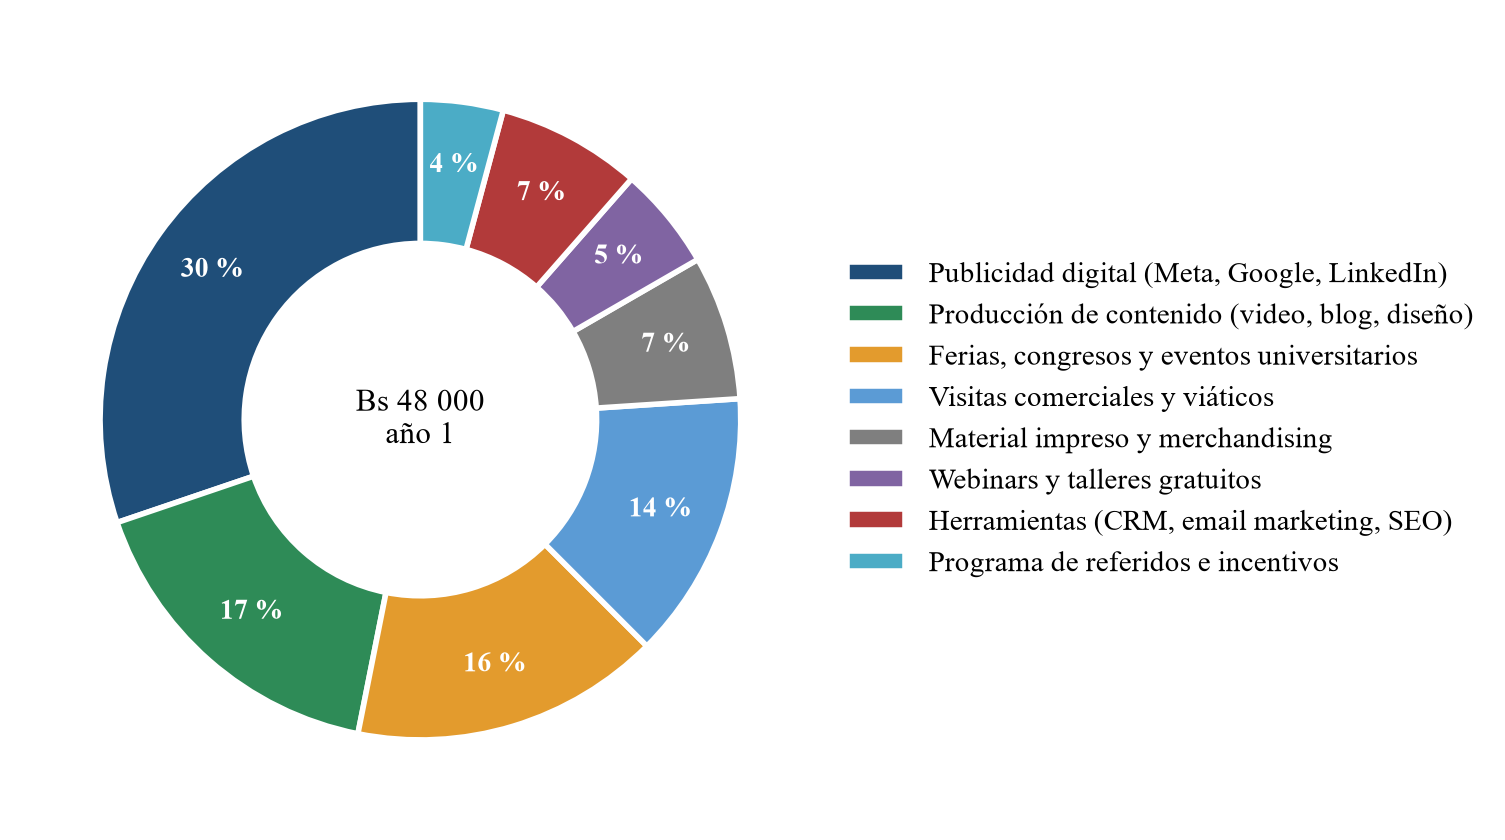 4 %
7 %
30 %
5 %
7 %
Bs 48 000
año 1
14 %
17 %
16 %
Publicidad digital (Meta, Google, LinkedIn)
Producción de contenido (video, blog, diseño)
Ferias, congresos y eventos universitarios
Visitas comerciales y viáticos
Material impreso y merchandising
Webinars y talleres gratuitos
Herramientas (CRM, email marketing, SEO)
Programa de referidos e incentivos